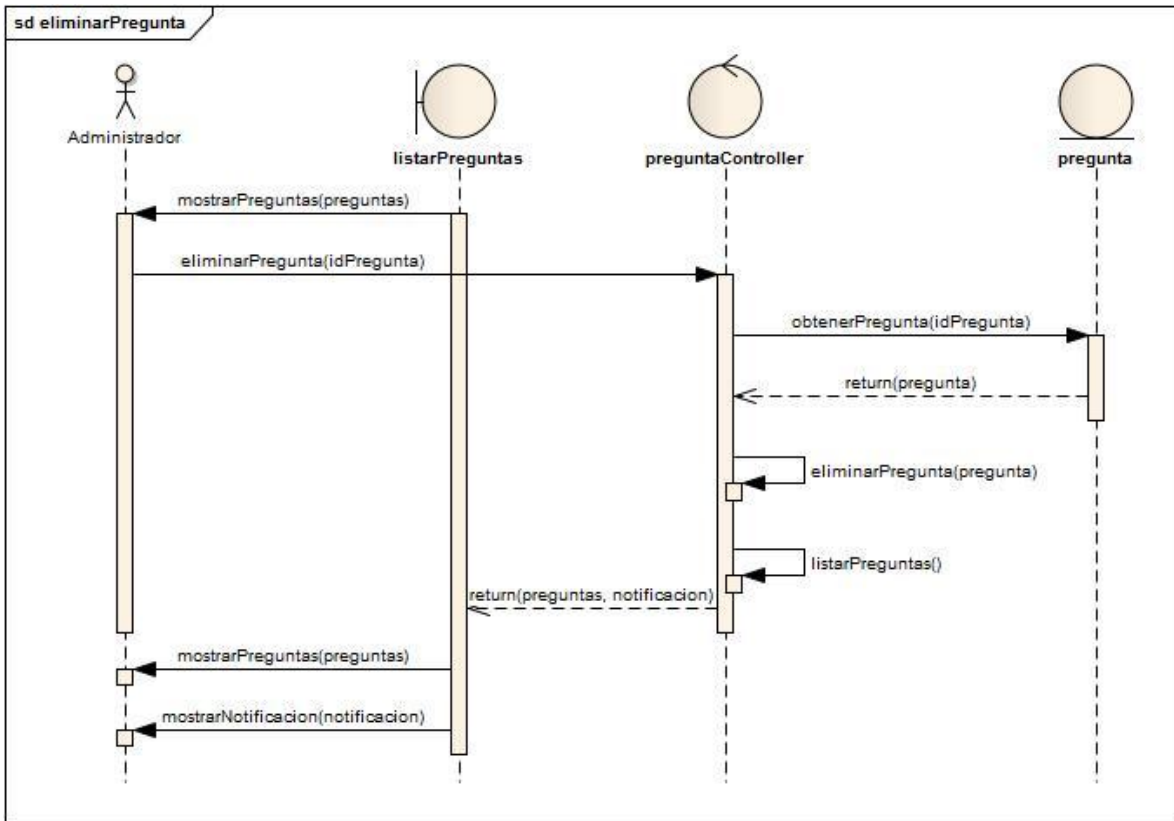 sd eliminarPregunta
Administrador
listarPreguntas
preguntaController
pregunta
mostrarPreguntas(preguntas)
eliminarPregunta(idPregunta)
obtenerPregunta(idPregunta)
return(pregunta)
eliminarPregunta(pregunta)
listarPreguntas()
return(preguntas, notificacion)
mostrarPreguntas(preguntas)
mostrarNotificacion(notificacion)